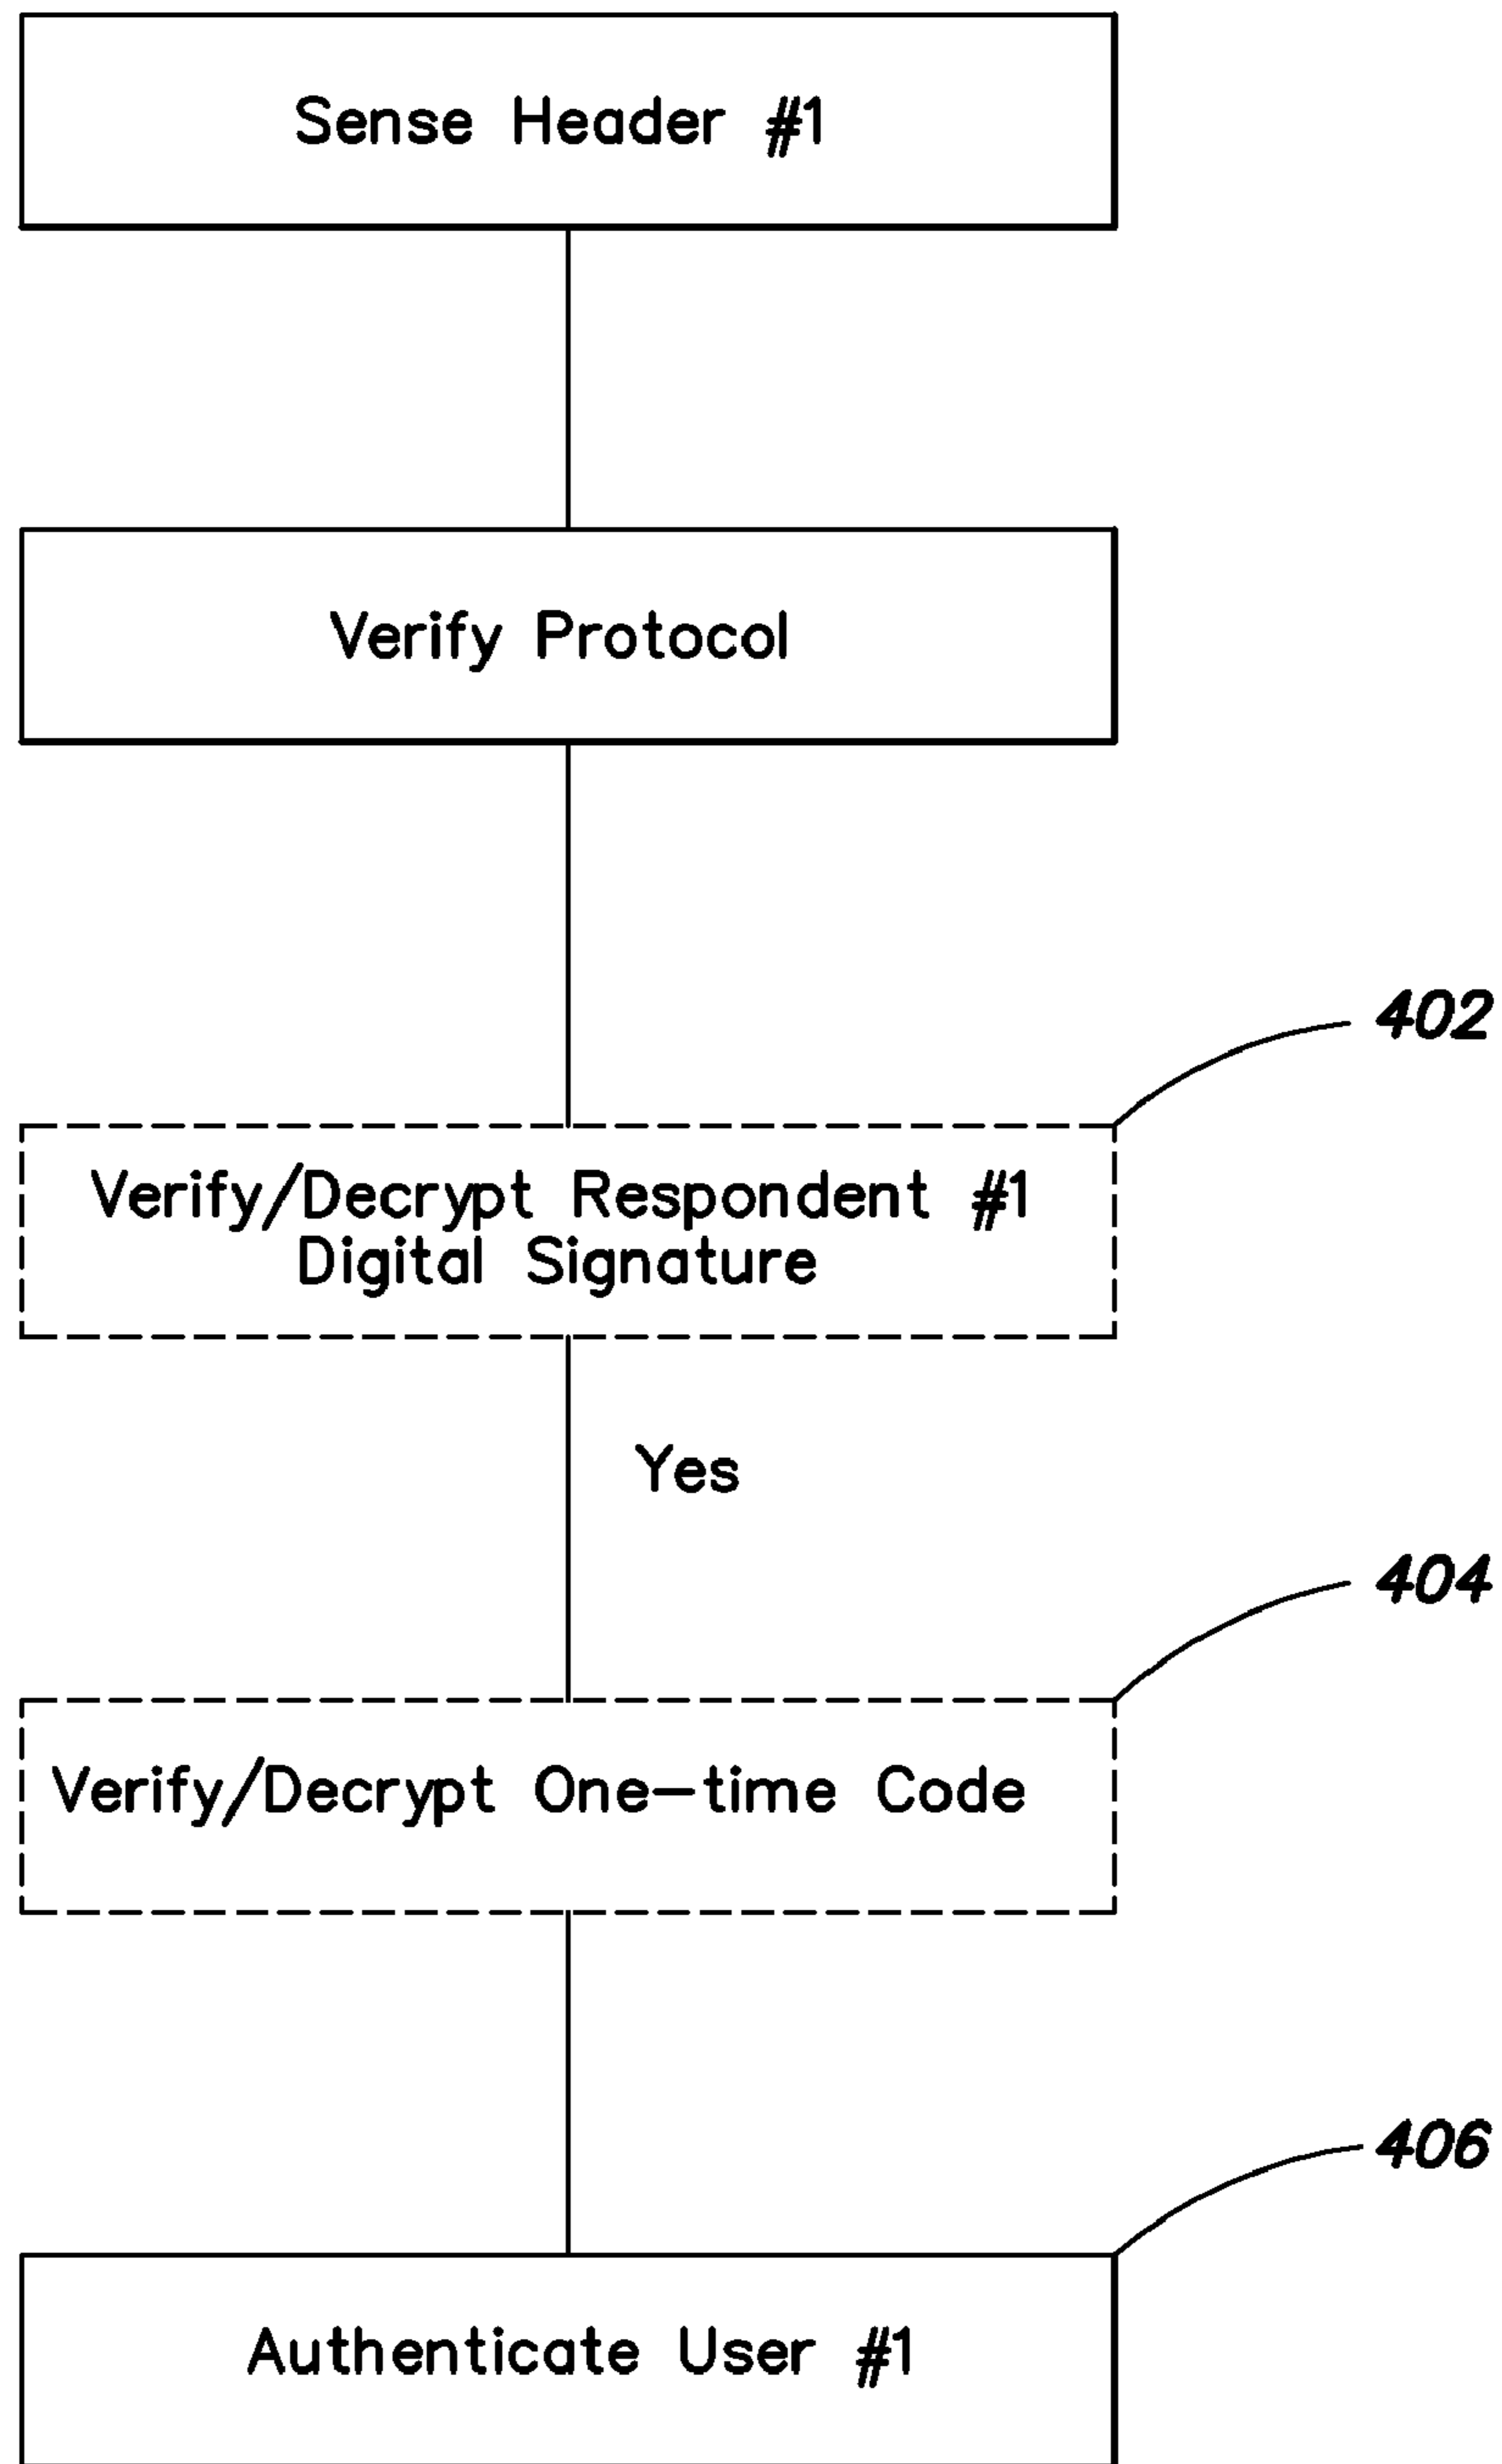 Sense Header #1
Verify Protocol
402
Verify/Decrypt Respondent #1
Digital Signature
Yes
404
Verify/Decrypt One-time Code
406
Authenticate User #1